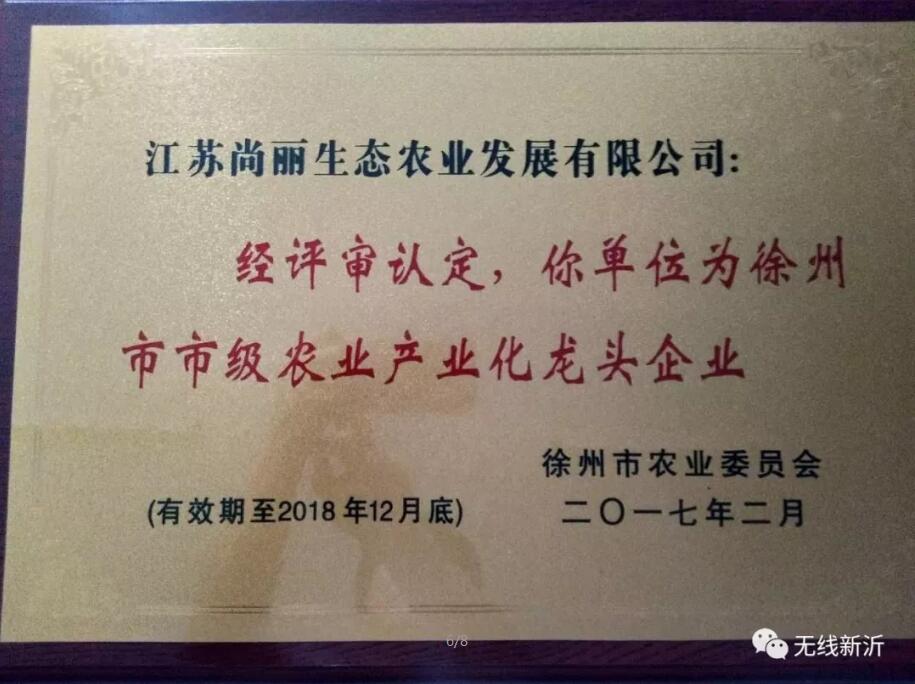 江苏尚丽生态农业发展有限公司:
经评审认定，你单位为徐州
市市级农业产业化龙头企业
徐州市农业委员会
(有效期至2018年12月底)
二〇一七年二月
6/8
无线新沂